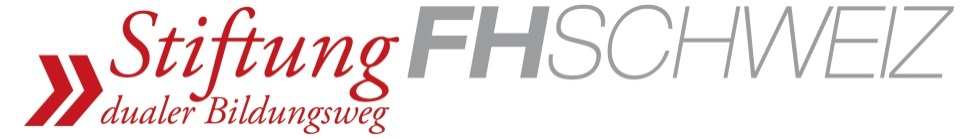 Stiftung FHSCHWEIZ
dualer Bildungsweg